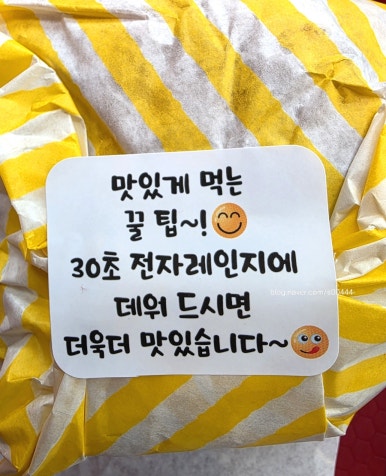 맛있게 먹는
꿀 팁~!😊
30초 전자레인지에
데워 드시면
더욱더 맛있습니다~😋